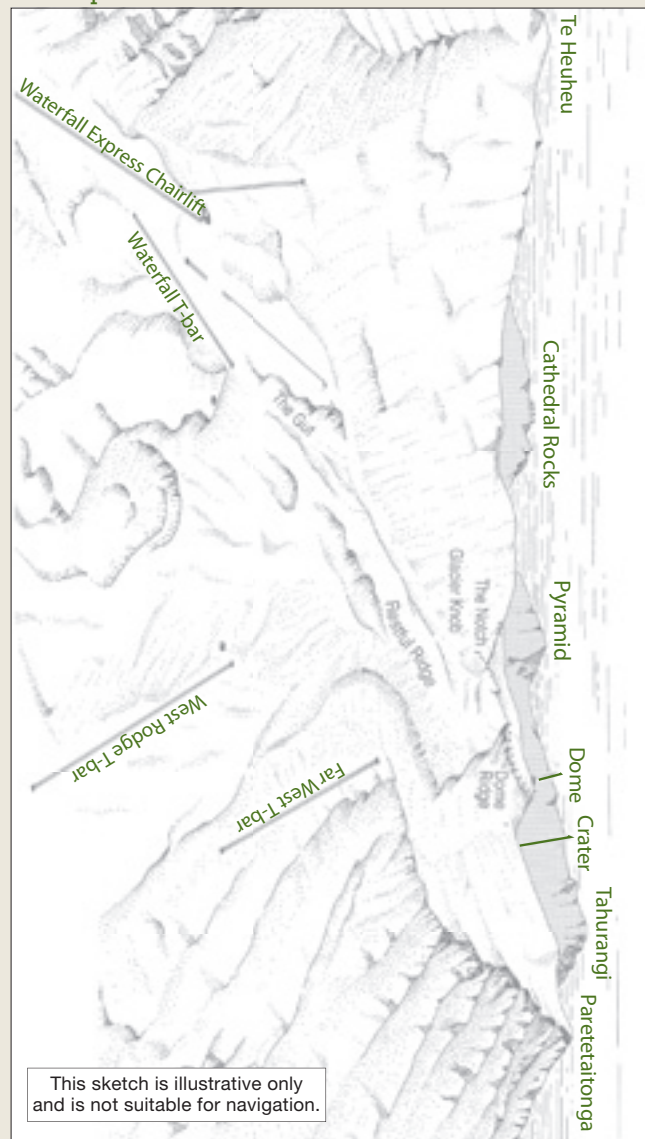 Te Heuheu
Waterfall Express Chairlift
Waterfall T-bar
Cathedral Rocks
The Gut
Pyramid
The Notch
Glacier Knob
Restful Ridge
West Rodge T-bar
Far West T-bar
Dome
Dome
Ridge
Crater
Tahurangi
Paretetaitonga
This sketch is illustrative only
and is not suitable for navigation.